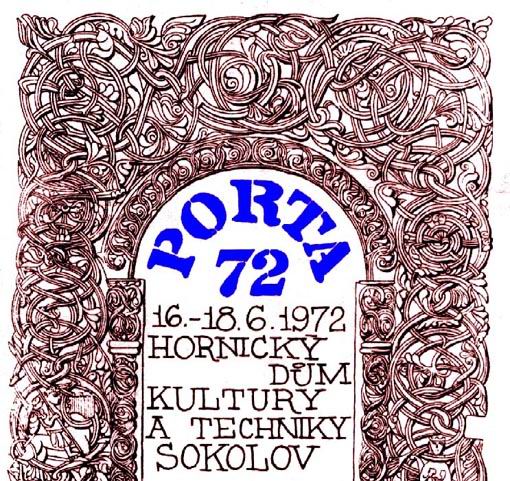 PORTA
72
16.-18.6.1972
HORNICKÝ
DŮM
KULTURY
A TECHNIKY
SOKOLOV